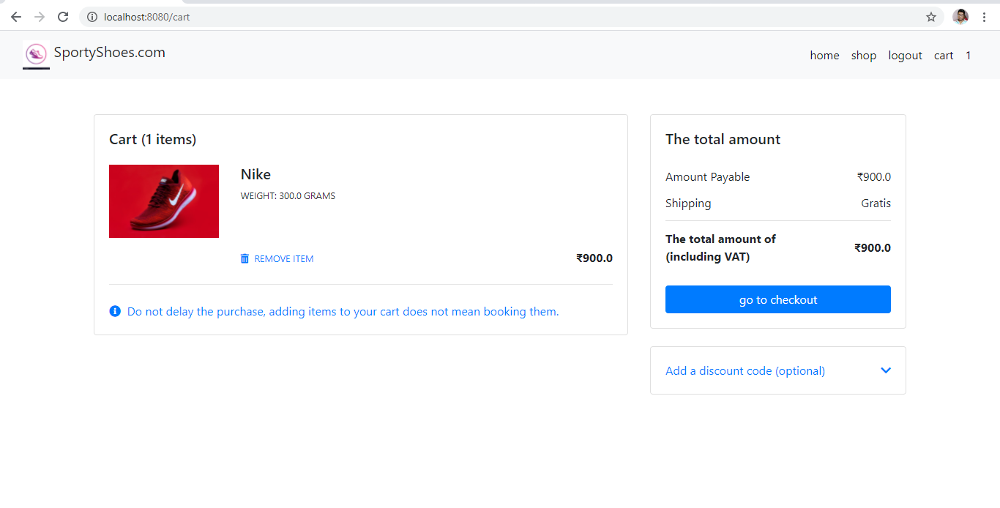 localhost:8080/cart
SportyShoes.com
home shop logout cart 1
Cart (1 items)
Nike
WEIGHT: 300.0 GRAMS
REMOVE ITEM ₹900.0
Do not delay the purchase, adding items to your cart does not mean booking them.
The total amount
Amount Payable ₹900.0
Shipping Gratis
The total amount of
(including VAT) ₹900.0
go to checkout
Add a discount code (optional)